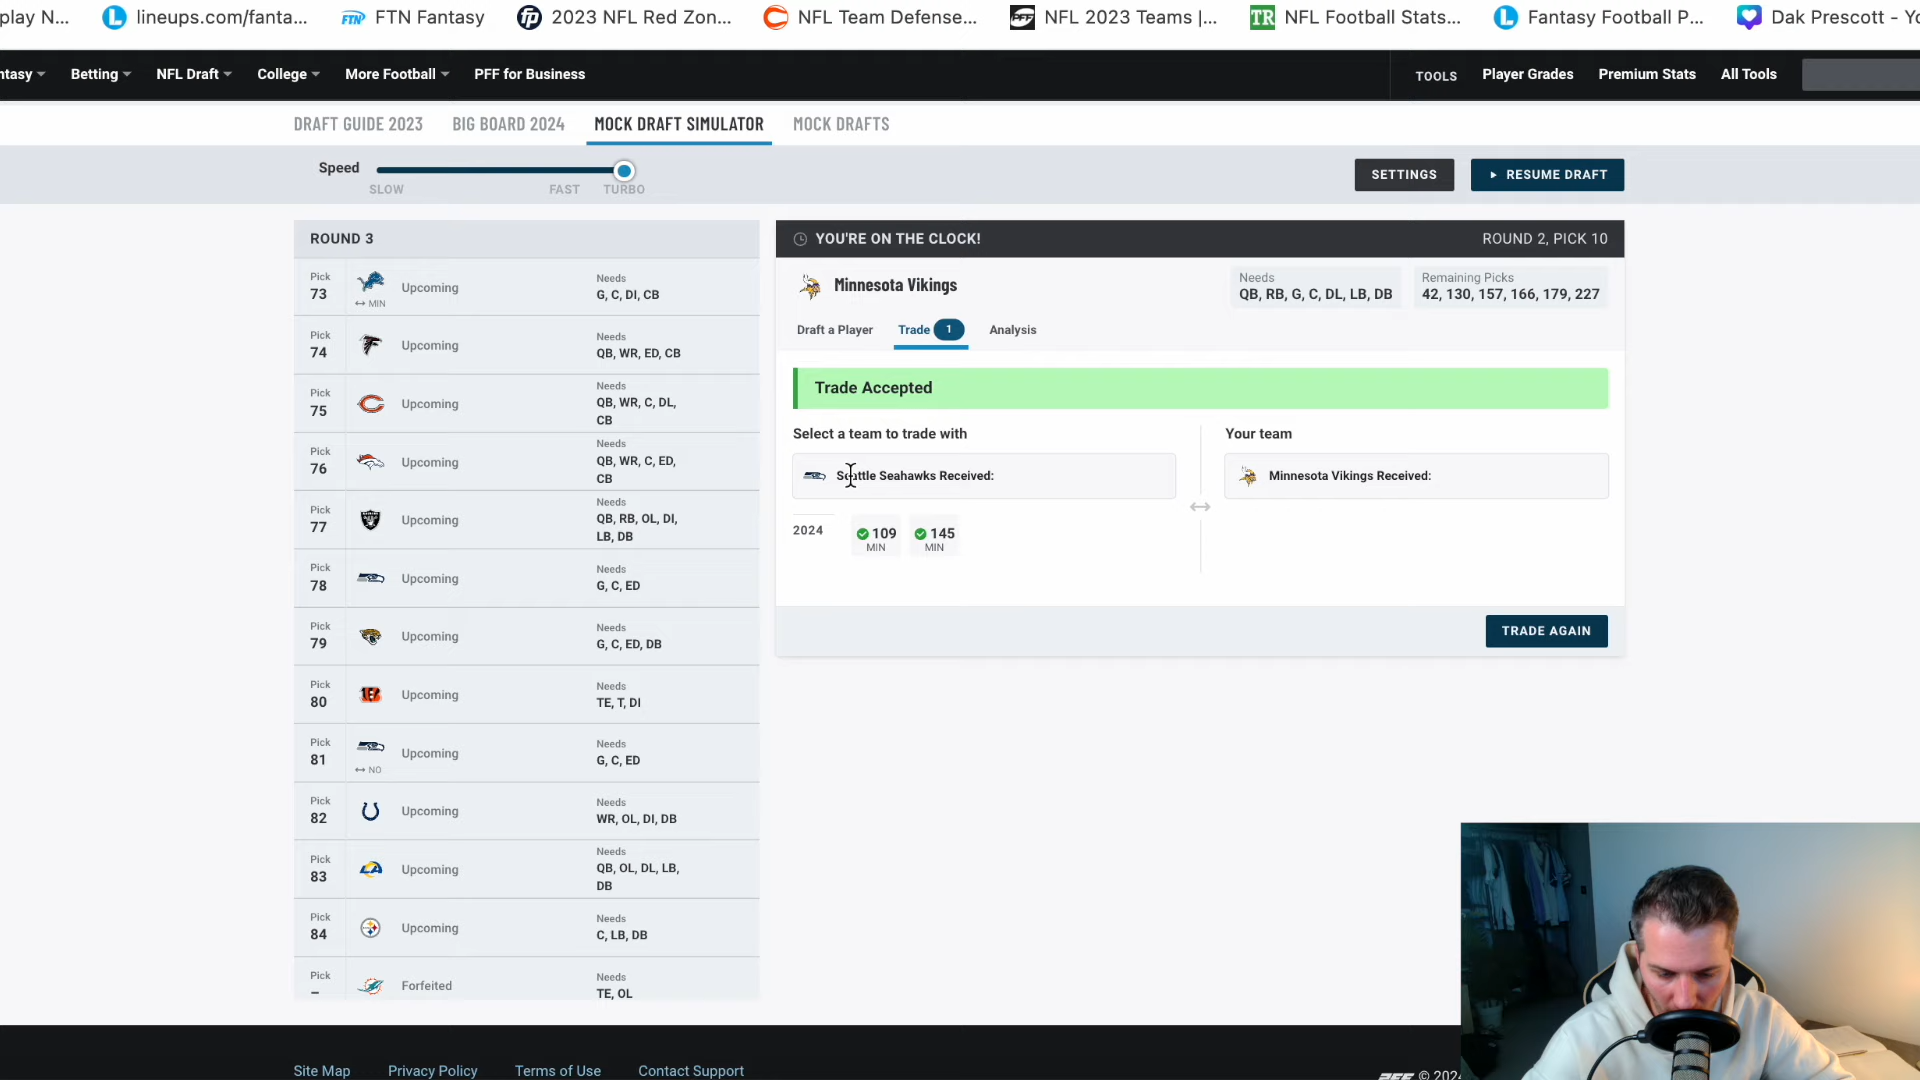 play N...
lineups.com/fanta...
FTN Fantasy
2023 NFL Red Zon...
NFL Team Defense...
NFL 2023 Teams |...
NFL Football Stats...
Fantasy Football P...
Dak Prescott - Yo
ntasy
Betting
NFL Draft
College
More Football
PFF for Business
TOOLS
Player Grades
Premium Stats
All Tools
DRAFT GUIDE 2023
BIG BOARD 2024
MOCK DRAFT SIMULATOR
MOCK DRAFTS
Speed
SLOW
FAST
TURBO
SETTINGS
RESUME DRAFT
ROUND 3
Pick
73
MIN
Upcoming
Needs
G, C, DI, CB
Pick
74
Upcoming
Needs
QB, WR, ED, CB
Pick
75
Upcoming
Needs
QB, WR, C, DL,
CB
Pick
76
Upcoming
Needs
QB, WR, C, ED,
CB
Pick
77
Upcoming
Needs
QB, RB, OL, DI,
LB, DB
Pick
78
Upcoming
Needs
G, C, ED
Pick
79
Upcoming
Needs
G, C, ED, DB
Pick
80
Upcoming
Needs
TE, T, DI
Pick
81
NO
Upcoming
Needs
G, C, ED
Pick
82
Upcoming
Needs
WR, OL, DI, DB
Pick
83
Upcoming
Needs
QB, OL, DL, LB,
DB
Pick
84
Upcoming
Needs
C, LB, DB
Pick
–
Forfeited
Needs
TE, OL
YOU'RE ON THE CLOCK!
ROUND 2, PICK 10
Minnesota Vikings
Needs
QB, RB, G, C, DL, LB, DB
Remaining Picks
42, 130, 157, 166, 179, 227
Draft a Player
Trade 1
Analysis
Trade Accepted
Select a team to trade with
Seattle Seahawks Received:
2024
109
MIN
145
MIN
Your team
Minnesota Vikings Received:
TRADE AGAIN
Site Map
Privacy Policy
Terms of Use
Contact Support
PFF © 2024